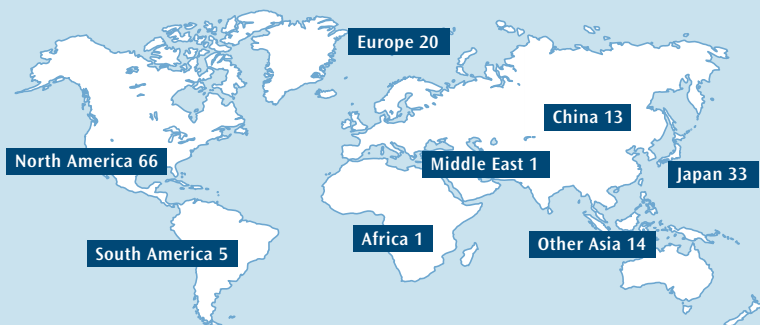 Europe 20
China 13
North America 66
Middle East 1
Japan 33
Africa 1
Other Asia 14
South America 5